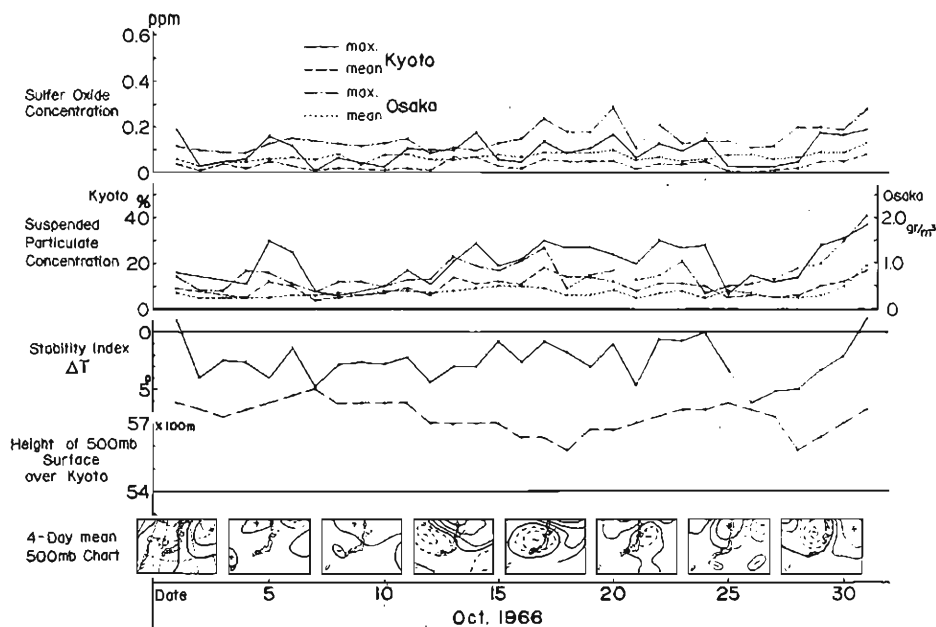 ppm
0.6
max.
mean Kyoto
0.4
max.
mean Osaka
Sulfer Oxide
Concentration
0.2
0
Kyoto %
Osaka
gr/m³
40
2.0
Suspended
Particulate
Concentration
20
1.0
0
0
0
Stability Index
ΔT
5°
57 x100m
Height of 500mb
Surface
over Kyoto
54
4-Day mean
500mb Chart
Date 5 10 15 20 25 30
Oct, 1966